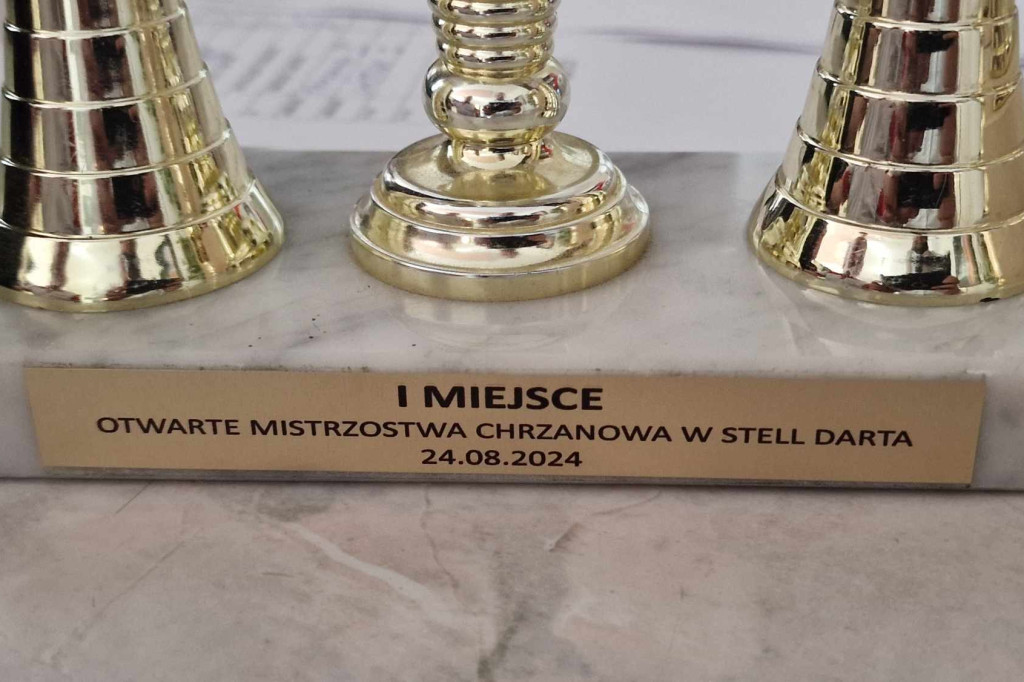 I MIEJSCE
OTWARTE MISTRZOSTWA CHRZANOWA W STELL DARTA
24.08.2024